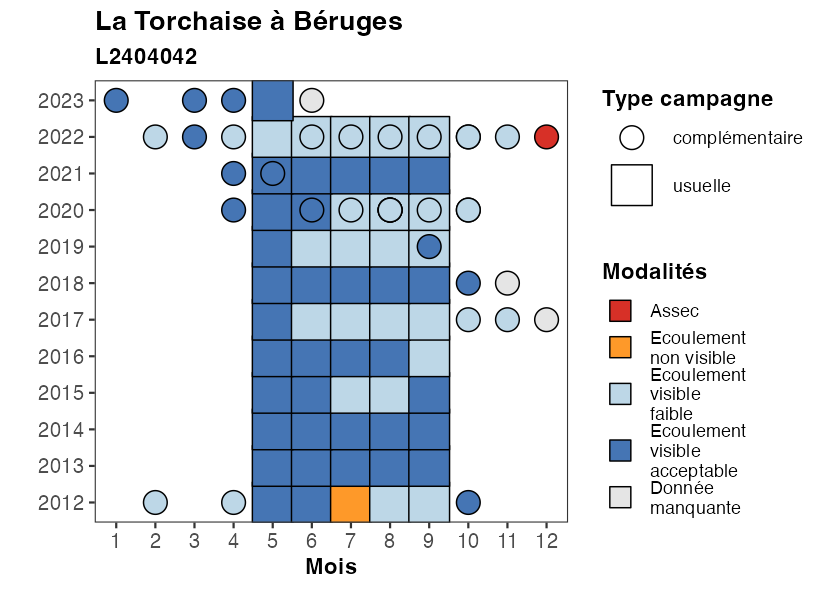 La Torchaise à Béruges
L2404042
2023
2022
2021
2020
2019
2018
2017
2016
2015
2014
2013
2012
1 2 3 4 5 6 7 8 9 10 11 12
Mois
Type campagne
complémentaire
usuelle
Modalités
Assec
Ecoulement
non visible
Ecoulement
visible
faible
Ecoulement
visible
acceptable
Donnée
manquante